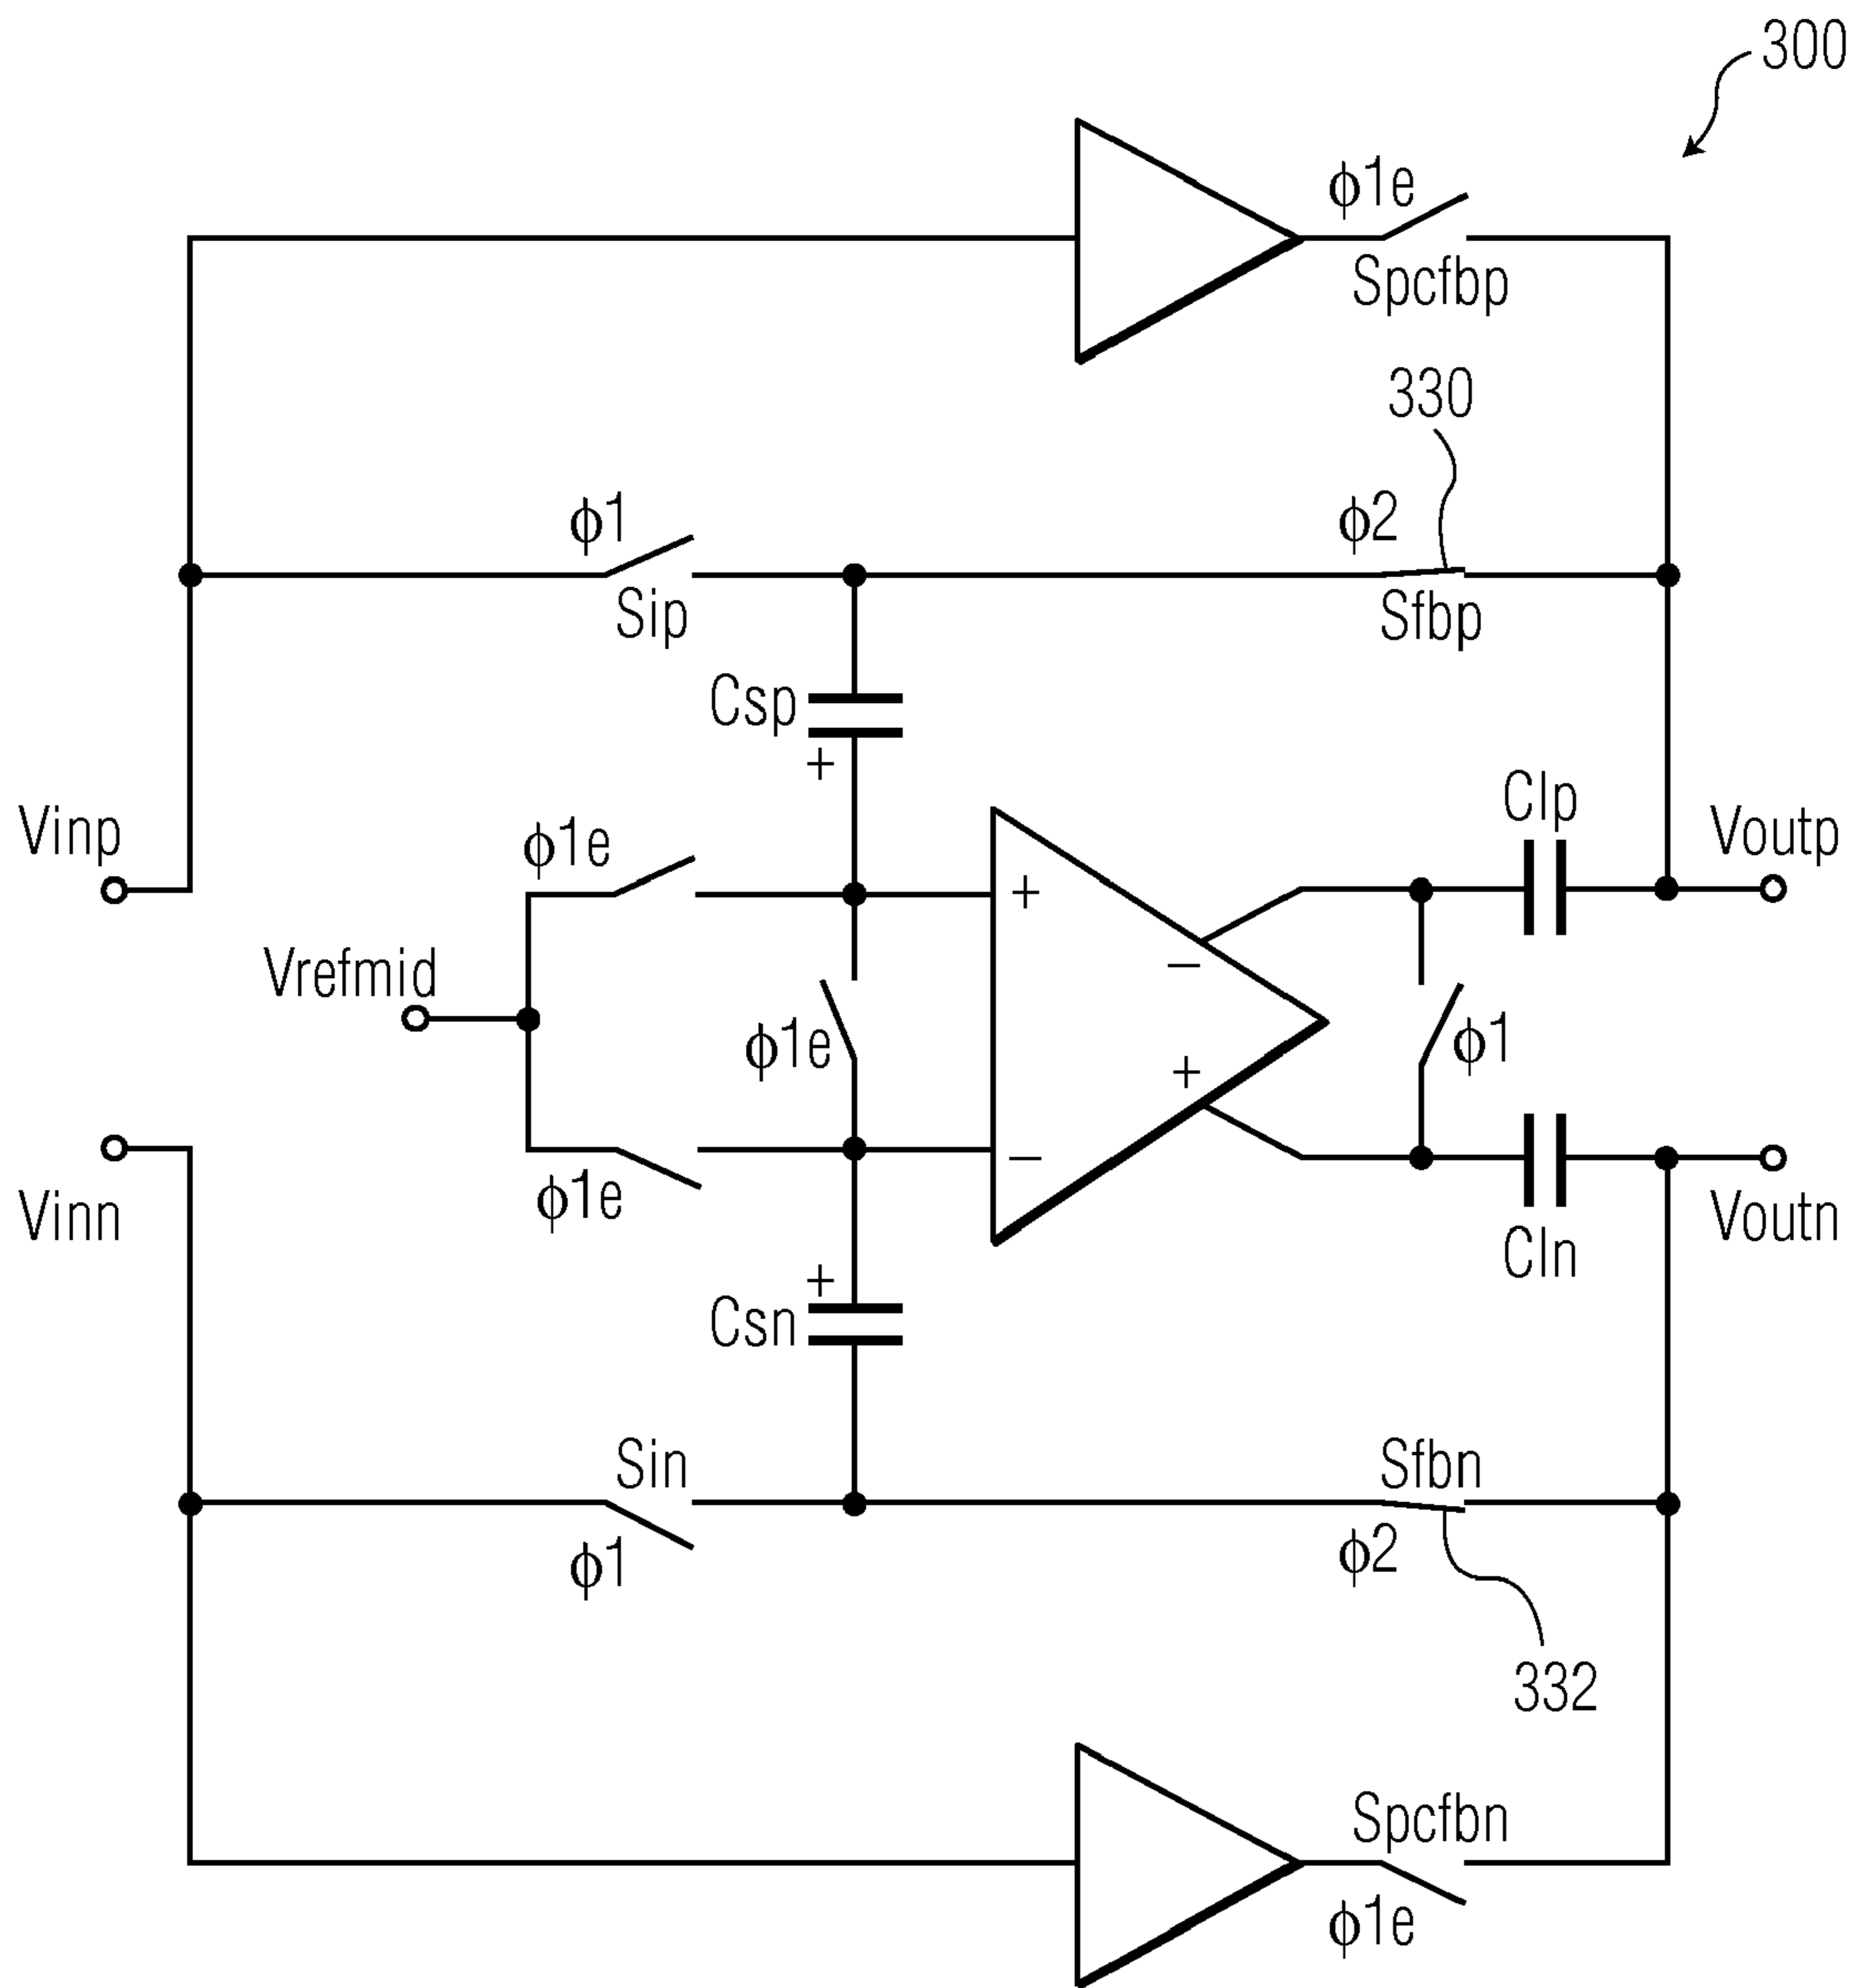 300
ϕ1e
Spcfbp
330
ϕ1
ϕ2
Sip
Sfbp
Csp
+
Vinp
ϕ1e
Clp
Voutp
+
−
Vrefmid
ϕ1e
ϕ1
+
−
Vinn
ϕ1e
Cln
Voutn
+
Csn
Sin
Sfbn
ϕ1
ϕ2
332
Spcfbn
ϕ1e